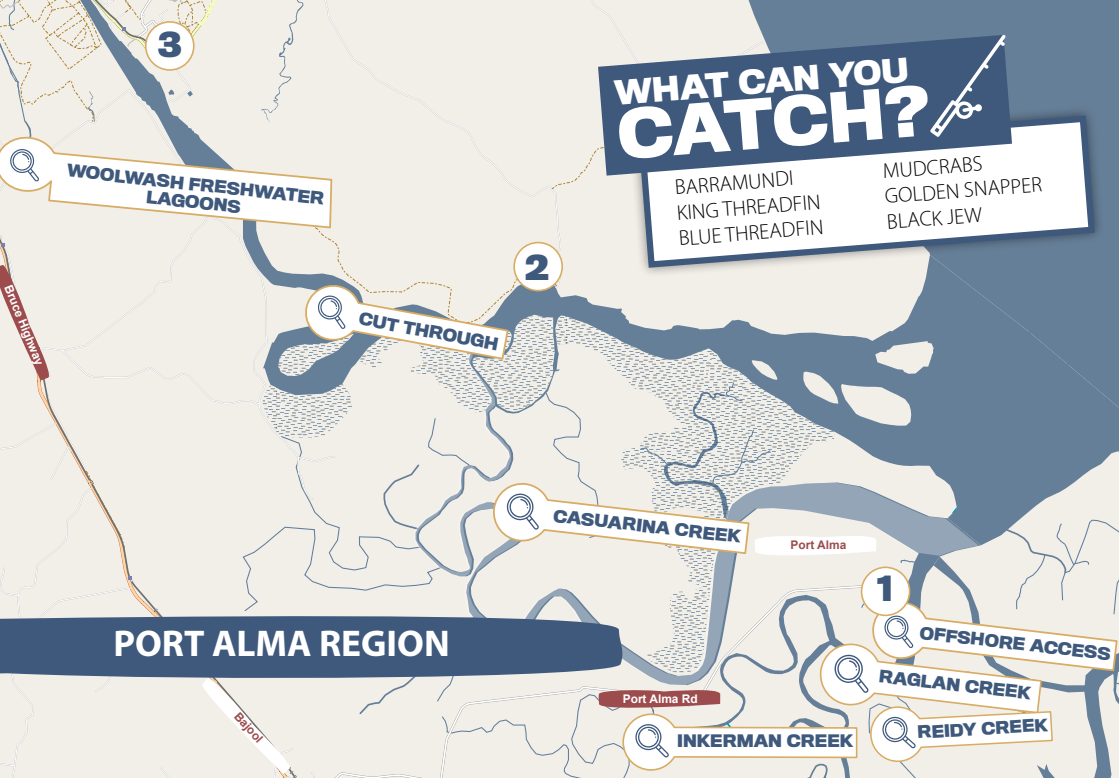 3
WHAT CAN YOU
CATCH?
BARRAMUNDI
KING THREADFIN
BLUE THREADFIN
MUDCRABS
GOLDEN SNAPPER
BLACK JEW
WOOLWASH FRESHWATER
LAGOONS
2
Bruce Highway
CUT THROUGH
CASUARINA CREEK
Port Alma
1
OFFSHORE ACCESS
PORT ALMA REGION
RAGLAN CREEK
Port Alma Rd
Bajool
REIDY CREEK
INKERMAN CREEK